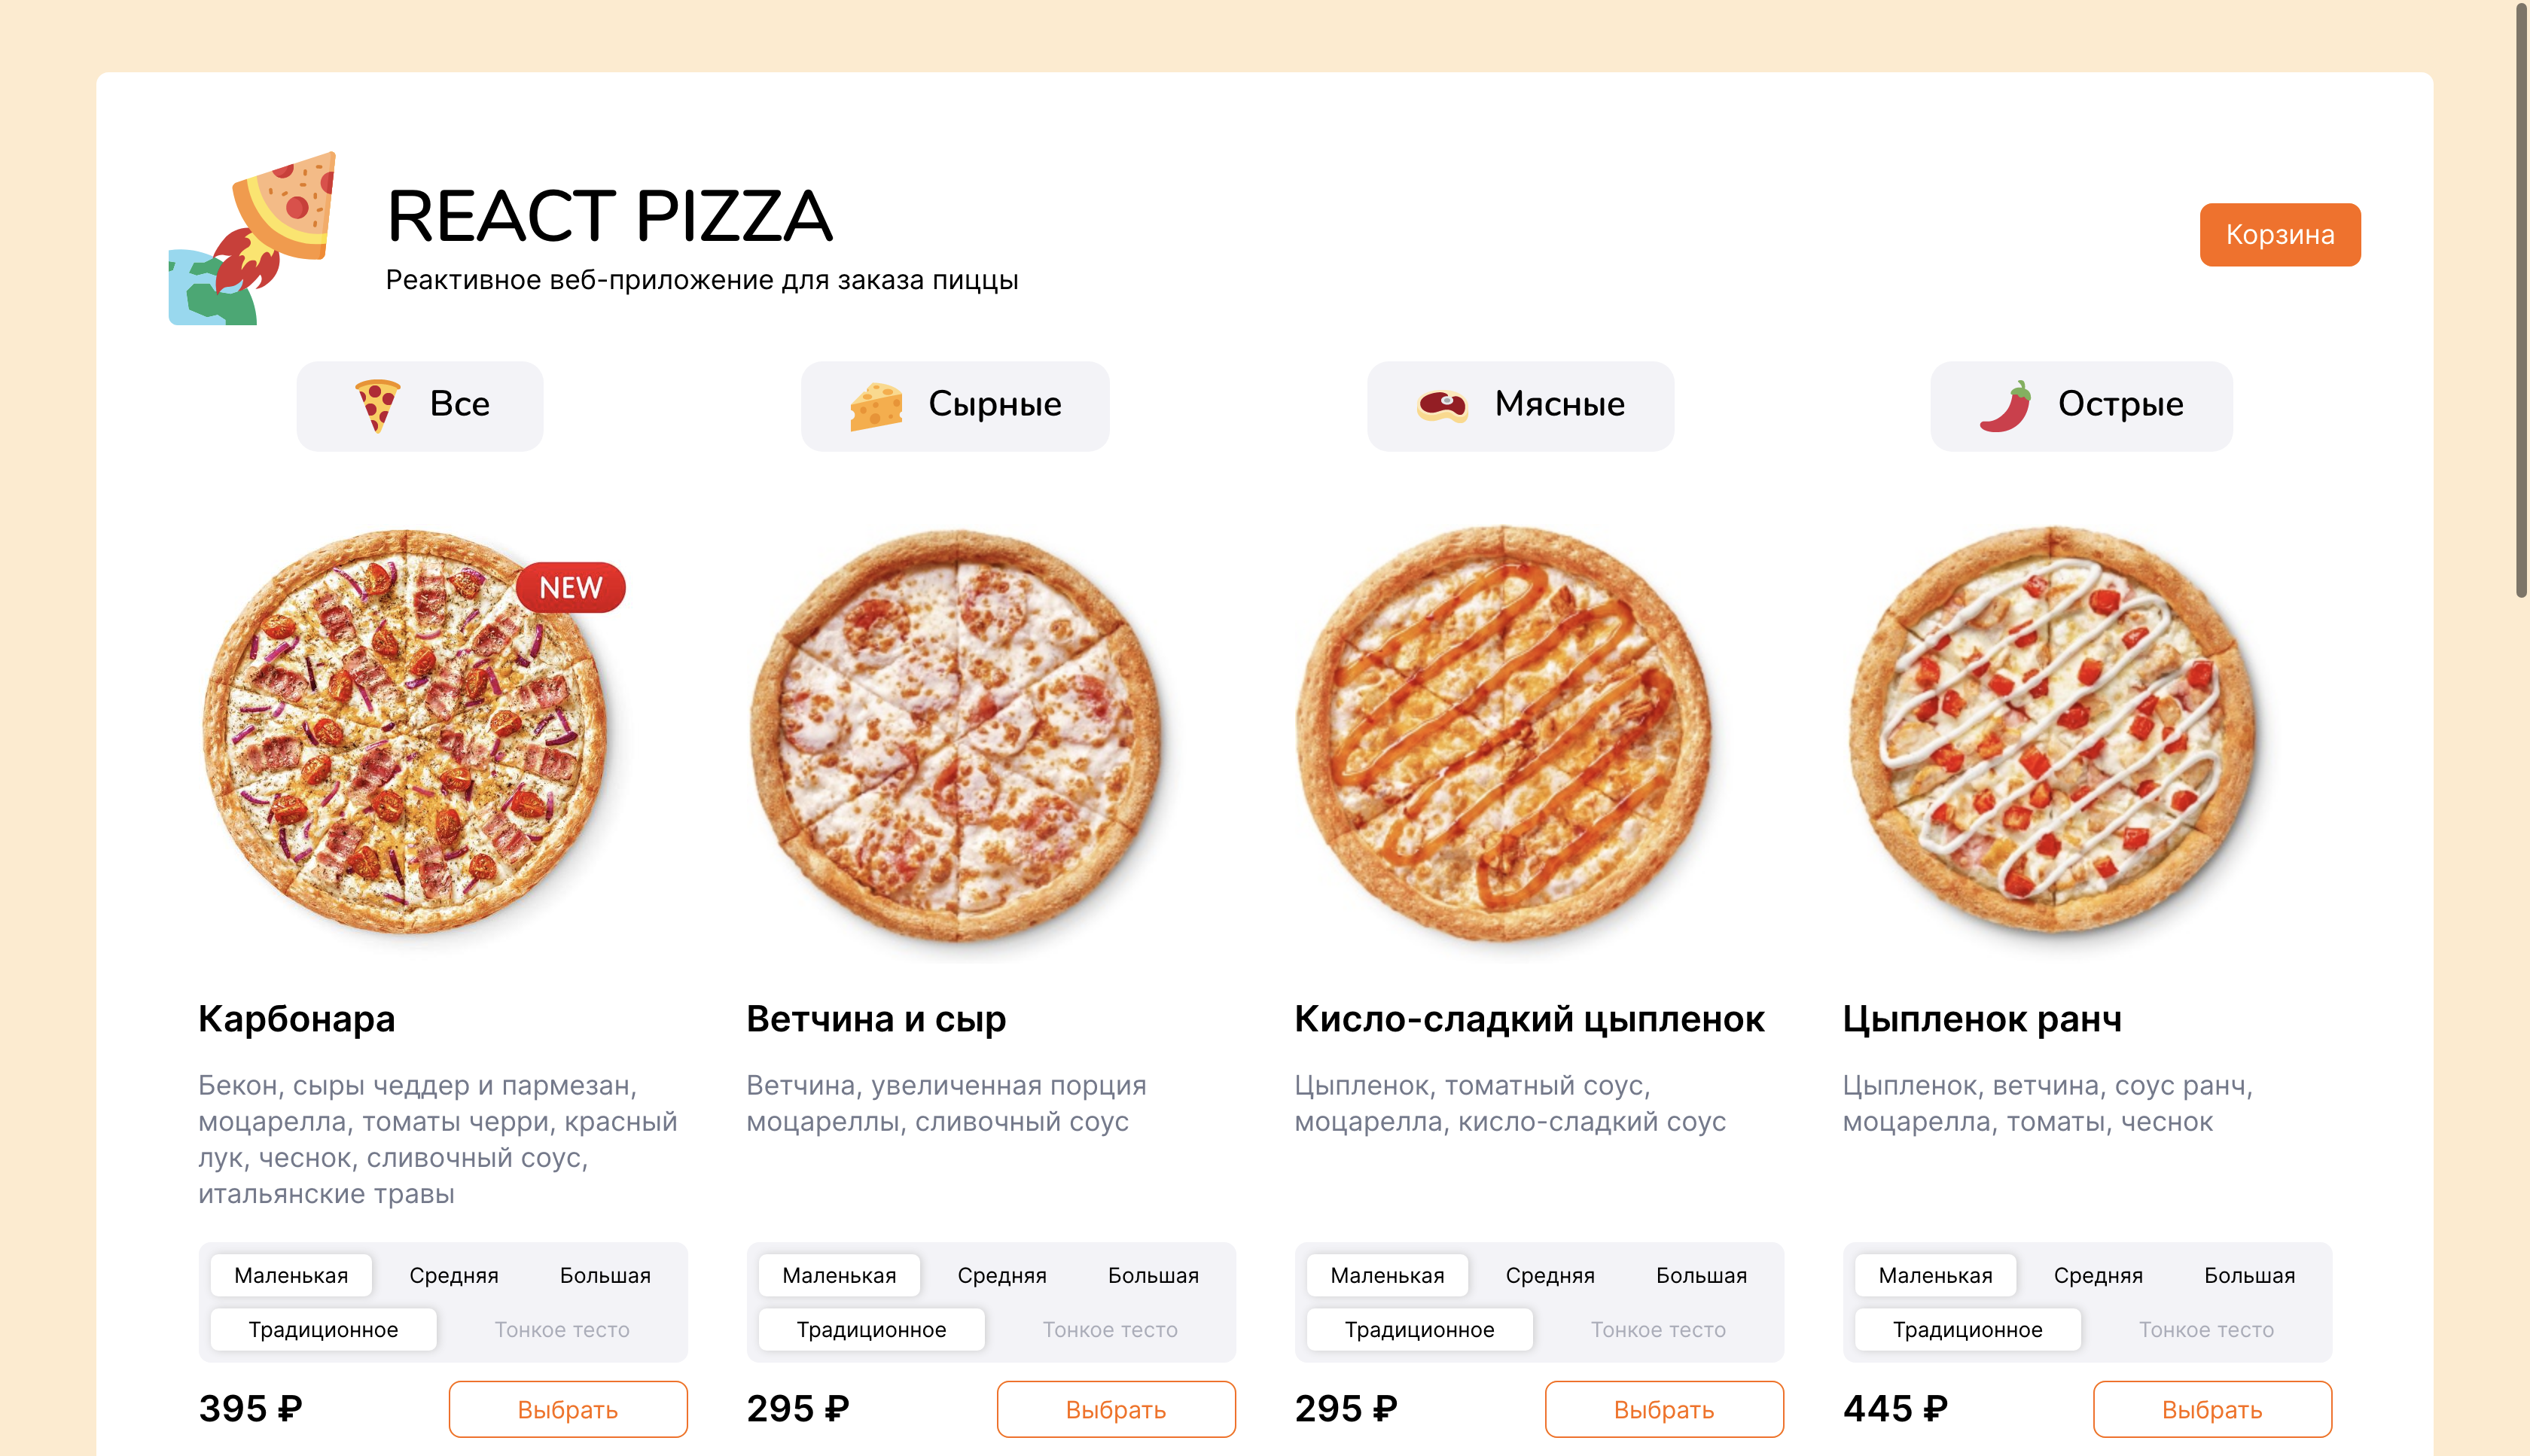 REACT PIZZA
Реактивное веб-приложение для заказа пиццы
Корзина
Все
Сырные
Мясные
Острые
NEW
Карбонара
Бекон, сыры чеддер и пармезан,
моцарелла, томаты черри, красный
лук, чеснок, сливочный соус,
итальянские травы
Маленькая Средняя Большая
Традиционное Тонкое тесто
395 ₽ Выбрать
Ветчина и сыр
Ветчина, увеличенная порция
моцареллы, сливочный соус
Маленькая Средняя Большая
Традиционное Тонкое тесто
295 ₽ Выбрать
Кисло-сладкий цыпленок
Цыпленок, томатный соус,
моцарелла, кисло-сладкий соус
Маленькая Средняя Большая
Традиционное Тонкое тесто
295 ₽ Выбрать
Цыпленок ранч
Цыпленок, ветчина, соус ранч,
моцарелла, томаты, чеснок
Маленькая Средняя Большая
Традиционное Тонкое тесто
445 ₽ Выбрать